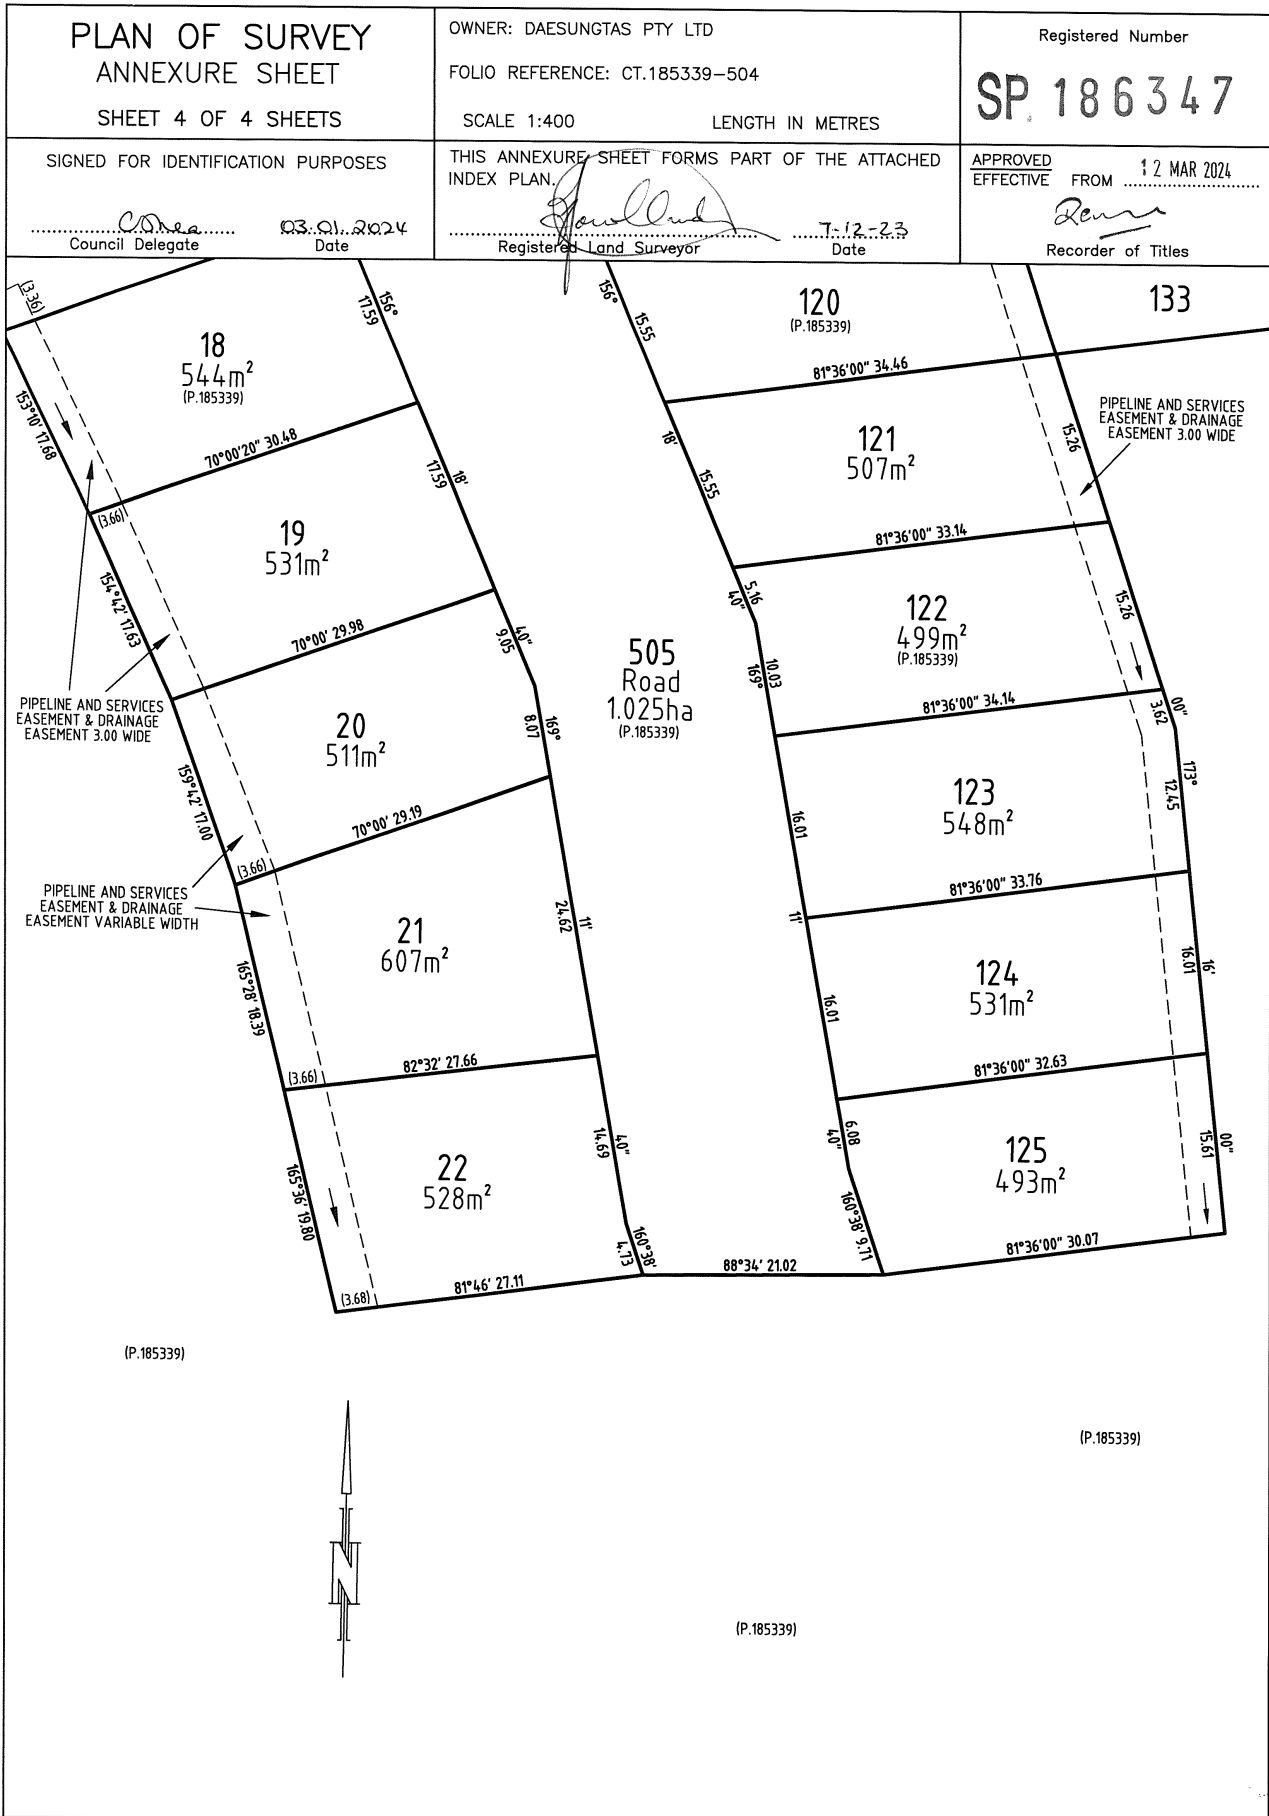 PLAN OF SURVEY
ANNEXURE SHEET
SHEET 4 OF 4 SHEETS
OWNER: DAESUNGTAS PTY LTD
FOLIO REFERENCE: CT.185339-504
SCALE 1:400 LENGTH IN METRES
Registered Number
SP 186347
SIGNED FOR IDENTIFICATION PURPOSES
03.01.2024
Council Delegate Date
THIS ANNEXURE SHEET FORMS PART OF THE ATTACHED
INDEX PLAN.
7-12-23
Registered Land Surveyor Date
APPROVED
EFFECTIVE FROM 12 MAR 2024
Recorder of Titles
(3.36)
18
544m²
(P.185339)
156°
17.59
153°10' 17.68
70°00'20" 30.48
(3.66)
19
531m²
18'
17.59
154°42' 17.63
70°00' 29.98
40"
9.05
PIPELINE AND SERVICES
EASEMENT & DRAINAGE
EASEMENT 3.00 WIDE
20
511m²
169°
8.07
159°42' 17.00
70°00' 29.19
(3.66)
PIPELINE AND SERVICES
EASEMENT & DRAINAGE
EASEMENT VARIABLE WIDTH
21
607m²
11'
24.62
165°28' 18.39
82°32' 27.66
(3.66)
22
528m²
40"
14.69
165°36' 19.80
160°38'
4.73
81°46' 27.11
(3.68)
505
Road
1.025ha
(P.185339)
88°34' 21.02
156°
15.55
120
(P.185339)
133
81°36'00" 34.46
PIPELINE AND SERVICES
EASEMENT & DRAINAGE
EASEMENT 3.00 WIDE
15.26
18'
15.55
121
507m²
81°36'00" 33.14
5.16
40"
122
499m²
(P.185339)
15.26
10.03
169°
81°36'00" 34.14
00"
3.62
123
548m²
173°
12.45
16.01
81°36'00" 33.76
11'
124
531m²
16'
16.01
16.01
81°36'00" 32.63
6.08
40"
125
493m²
00"
15.61
160°38' 9.71
81°36'00" 30.07
(P.185339)
(P.185339)
N
(P.185339)